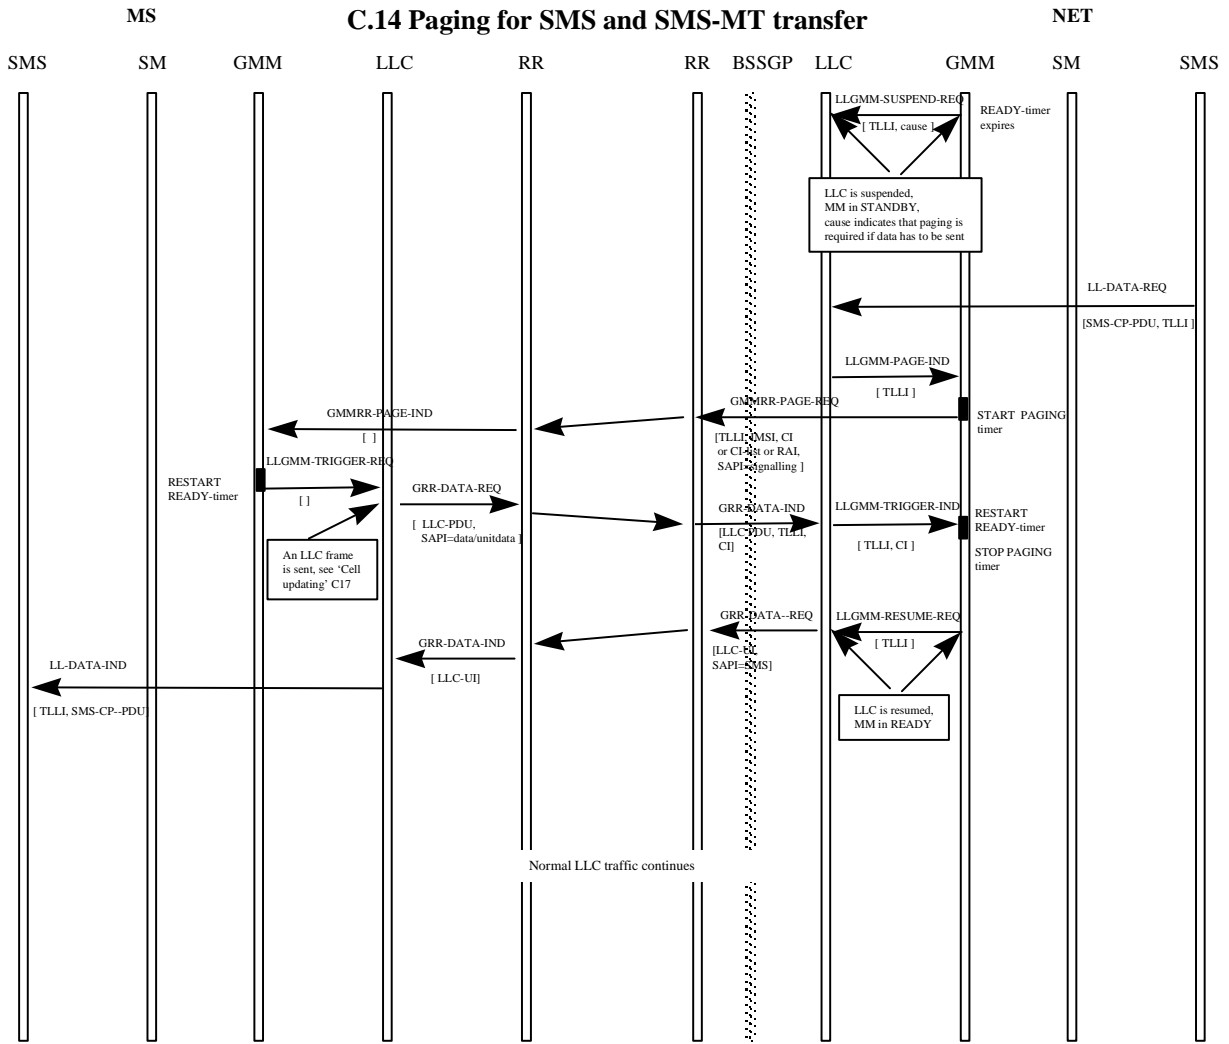 MS
C.14 Paging for SMS and SMS-MT transfer
NET
SMS SM GMM LLC RR RR BSSGP LLC GMM SM SMS
LLGMM-SUSPEND-REQ
[ TLLI, cause ]
READY-timer
expires
LLC is suspended,
MM in STANDBY,
cause indicates that paging is
required if data has to be sent
LL-DATA-REQ
[SMS-CP-PDU, TLLI ]
LLGMM-PAGE-IND
[ TLLI ]
GMMRR-PAGE-REQ
START PAGING
timer
[TLLI, IMSI, CI
or CI-list or RAI,
SAPI=signalling ]
GMMRR-PAGE-IND
[ ]
LLGMM-TRIGGER-REQ
[ ]
RESTART
READY-timer
GRR-DATA-REQ
[ LLC-PDU,
SAPI=data/unitdata ]
An LLC frame
is sent, see ‘Cell
updating’ C17
GRR-DATA-IND
[LLC PDU, TLLI,
CI]
LLGMM-TRIGGER-IND
[ TLLI, CI ]
RESTART
READY-timer
STOP PAGING
timer
LLGMM-RESUME-REQ
[ TLLI ]
GRR-DATA--REQ
[LLC-UI,
SAPI=SMS]
GRR-DATA-IND
[ LLC-UI]
LL-DATA-IND
[ TLLI, SMS-CP--PDU]
LLC is resumed,
MM in READY
Normal LLC traffic continues